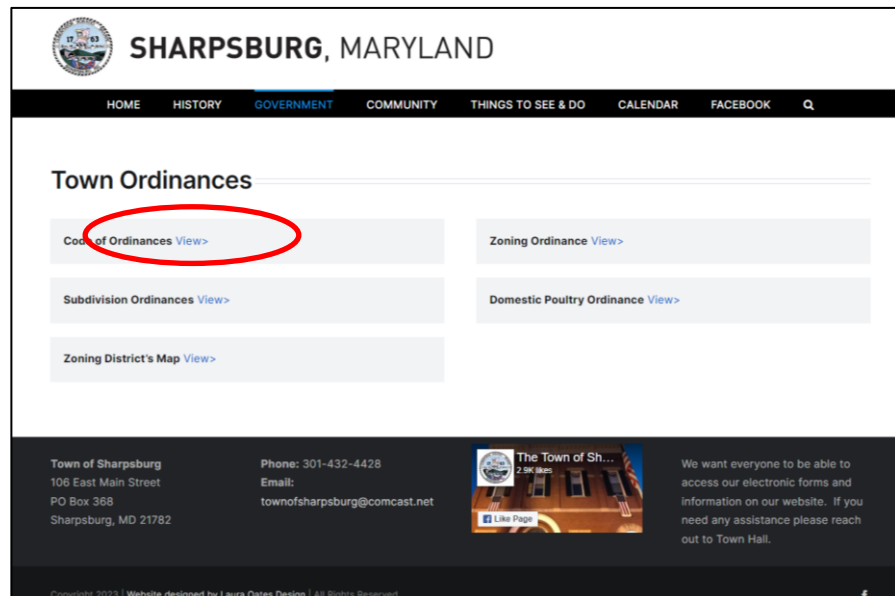 17 63
SHARPSBURG, MARYLAND
HOME HISTORY GOVERNMENT COMMUNITY THINGS TO SEE & DO CALENDAR FACEBOOK
Town Ordinances
Code of Ordinances View>
Zoning Ordinance View>
Subdivision Ordinances View>
Domestic Poultry Ordinance View>
Zoning District's Map View>
Town of Sharpsburg
106 East Main Street
PO Box 368
Sharpsburg, MD 21782
Phone: 301-432-4428
Email:
townofsharpsburg@comcast.net
The Town of Sh...
2.9K likes
Like Page
We want everyone to be able to
access our electronic forms and
information on our website. If you
need any assistance please reach
out to Town Hall.
Copyright 2023 | Website designed by Laura Oates Design | All Rights Reserved